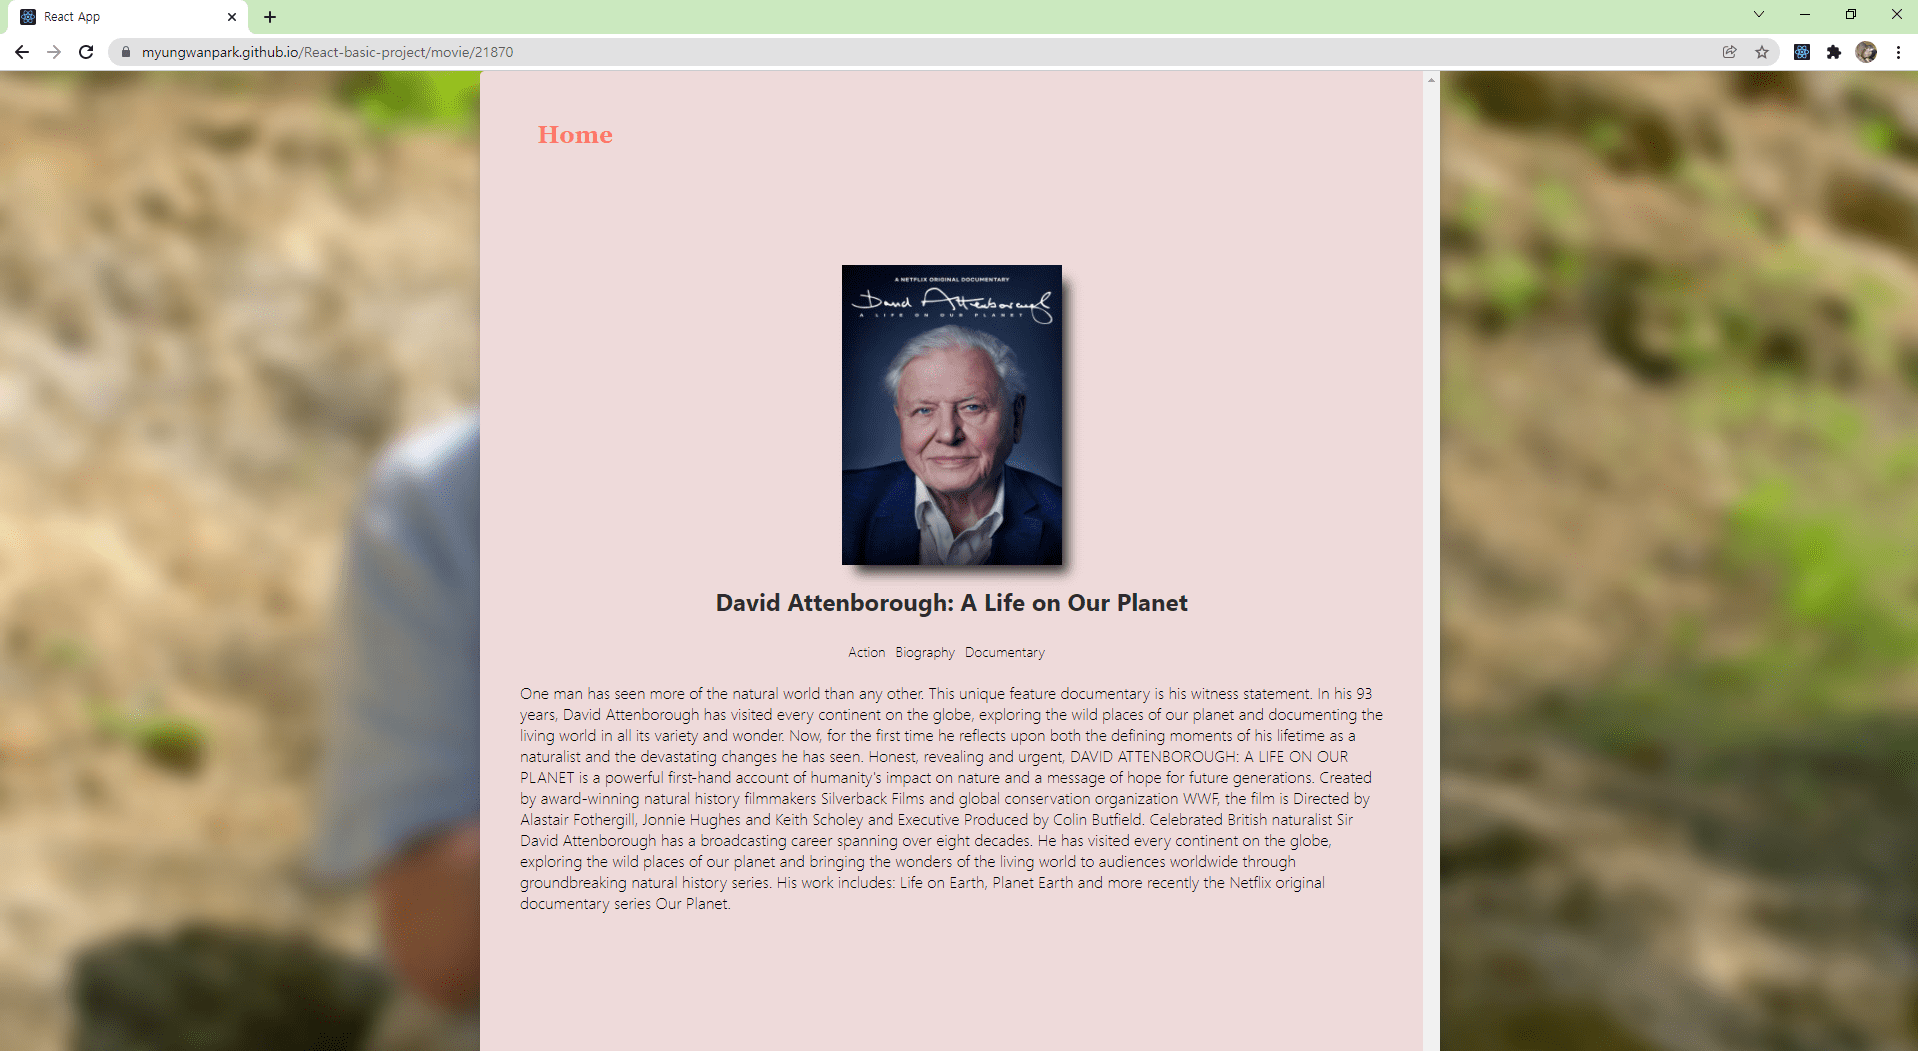 React App
myungwanpark.github.io/React-basic-project/movie/21870
Home
A NETFLIX ORIGINAL DOCUMENTARY
David Attenborough
A LIFE ON OUR PLANET
David Attenborough: A Life on Our Planet
Action Biography Documentary
One man has seen more of the natural world than any other. This unique feature documentary is his witness statement. In his 93
years, David Attenborough has visited every continent on the globe, exploring the wild places of our planet and documenting the
living world in all its variety and wonder. Now, for the first time he reflects upon both the defining moments of his lifetime as a
naturalist and the devastating changes he has seen. Honest, revealing and urgent, DAVID ATTENBOROUGH: A LIFE ON OUR
PLANET is a powerful first-hand account of humanity's impact on nature and a message of hope for future generations. Created
by award-winning natural history filmmakers Silverback Films and global conservation organization WWF, the film is Directed by
Alastair Fothergill, Jonnie Hughes and Keith Scholey and Executive Produced by Colin Butfield. Celebrated British naturalist Sir
David Attenborough has a broadcasting career spanning over eight decades. He has visited every continent on the globe,
exploring the wild places of our planet and bringing the wonders of the living world to audiences worldwide through
groundbreaking natural history series. His work includes: Life on Earth, Planet Earth and more recently the Netflix original
documentary series Our Planet.